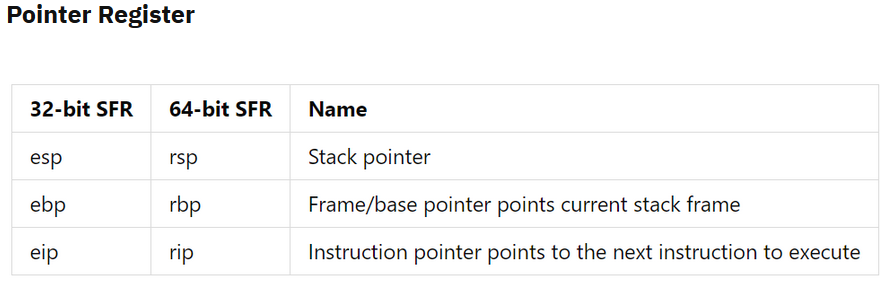 Pointer Register
32-bit SFR 64-bit SFR Name
esp rsp Stack pointer
ebp rbp Frame/base pointer points current stack frame
eip rip Instruction pointer points to the next instruction to execute